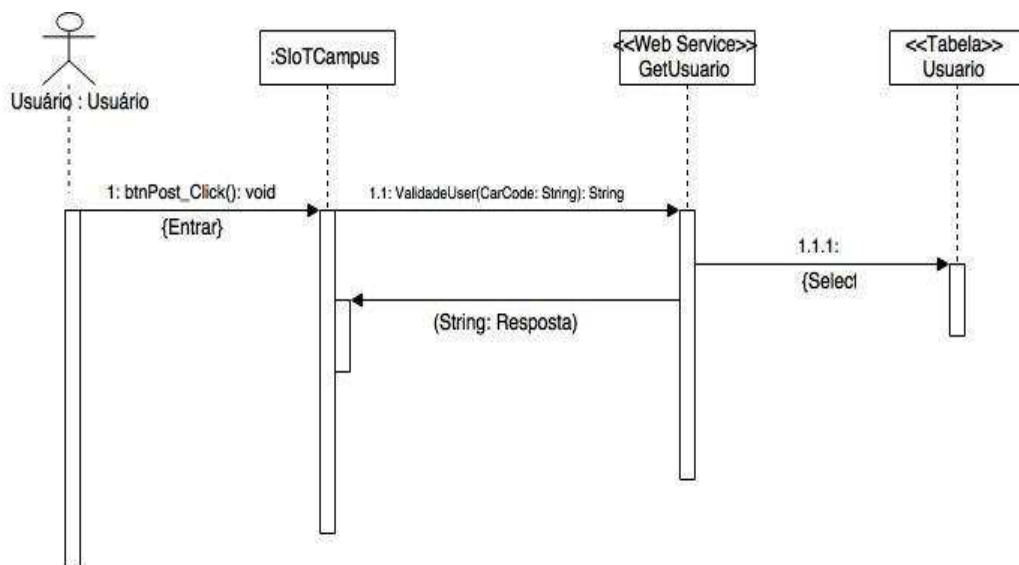 :SIoTCampus
<<Web Service>>
GetUsuario
<<Tabela>>
Usuario
Usuário : Usuário
1: btnPost_Click(): void
{Entrar}
1.1: ValidadeUser(CarCode: String): String
1.1.1:
{Select
(String: Resposta)